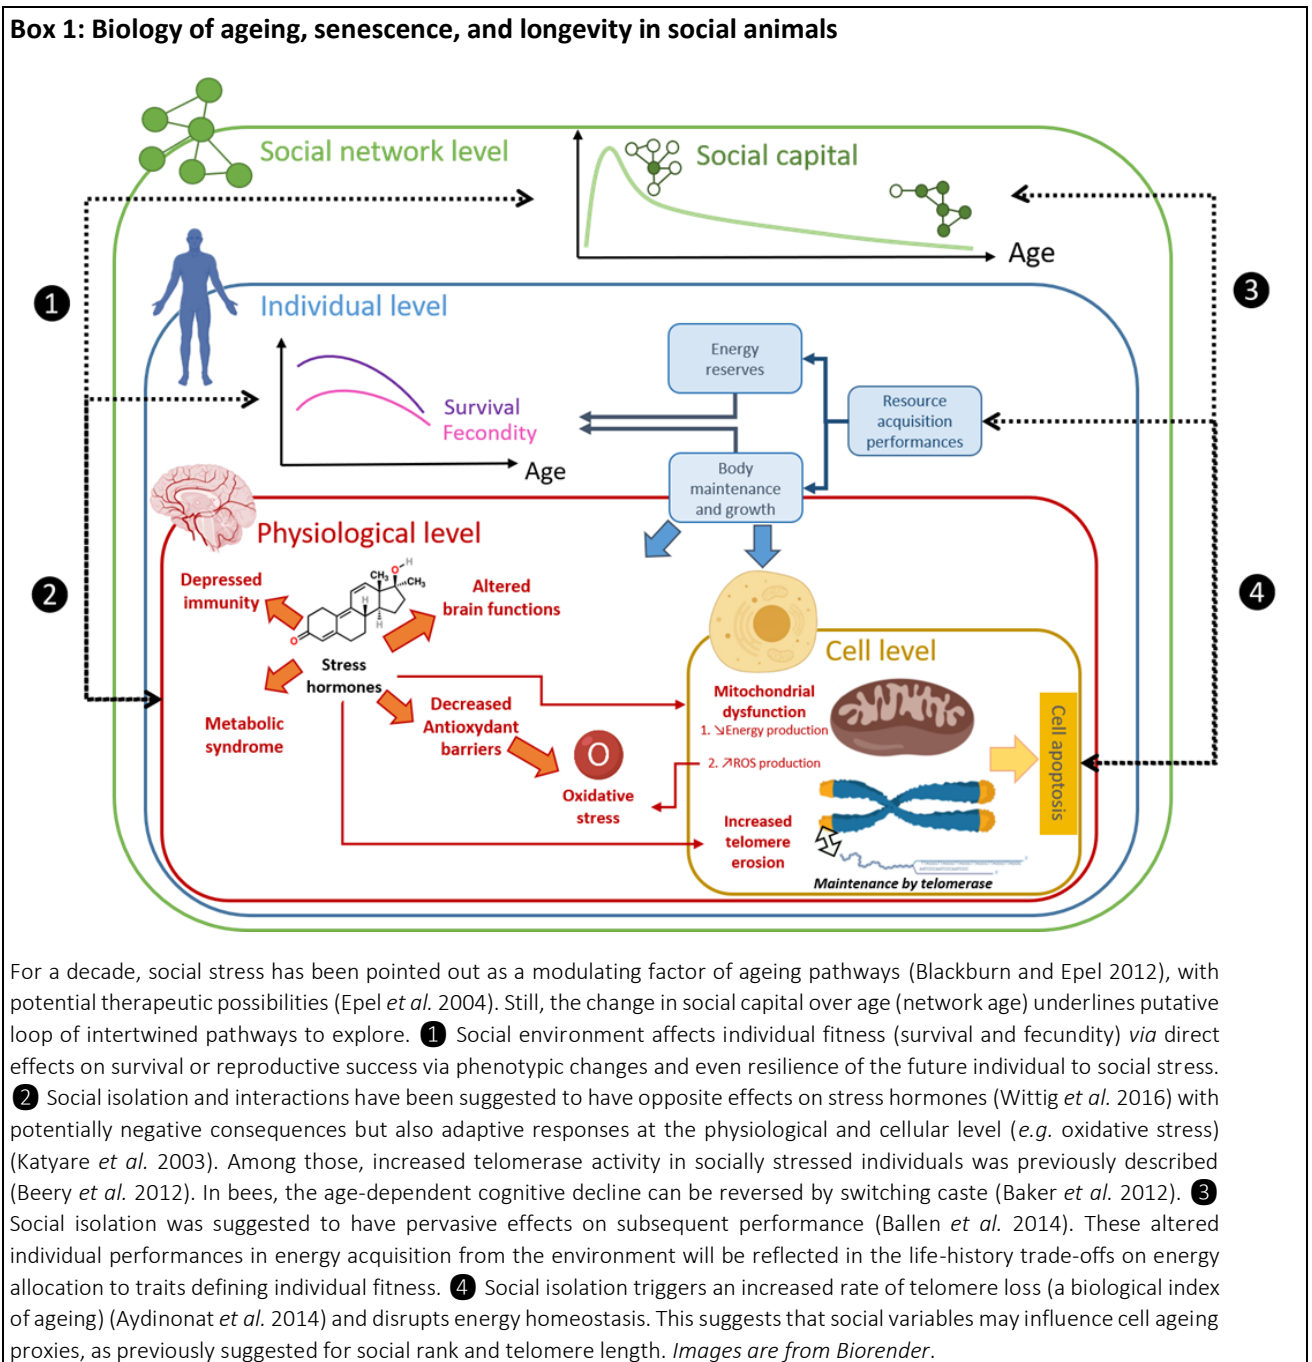 Box 1: Biology of ageing, senescence, and longevity in social animals
Social network level
Social capital
Age
1
3
Individual level
Energy
reserves
Resource
acquisition
performances
Survival
Fecondity
Age
Body
maintenance
and growth
Physiological level
2
4
Depressed
immunity
CH3
O
H
CH3
H
H
H
O
Altered
brain functions
Stress
hormones
Metabolic
syndrome
Decreased
Antioxydant
barriers
O
Oxidative
stress
Cell level
Mitochondrial
dysfunction
1. ↘Energy production
2. ↗ROS production
Cell apoptosis
Increased
telomere
erosion
Maintenance by telomerase
For a decade, social stress has been pointed out as a modulating factor of ageing pathways (Blackburn and Epel 2012), with
potential therapeutic possibilities (Epel et al. 2004). Still, the change in social capital over age (network age) underlines putative
loop of intertwined pathways to explore. ❶ Social environment affects individual fitness (survival and fecundity) via direct
effects on survival or reproductive success via phenotypic changes and even resilience of the future individual to social stress.
❷ Social isolation and interactions have been suggested to have opposite effects on stress hormones (Wittig et al. 2016) with
potentially negative consequences but also adaptive responses at the physiological and cellular level (e.g. oxidative stress)
(Katyare et al. 2003). Among those, increased telomerase activity in socially stressed individuals was previously described
(Beery et al. 2012). In bees, the age-dependent cognitive decline can be reversed by switching caste (Baker et al. 2012). ❸
Social isolation was suggested to have pervasive effects on subsequent performance (Ballen et al. 2014). These altered
individual performances in energy acquisition from the environment will be reflected in the life-history trade-offs on energy
allocation to traits defining individual fitness. ❹ Social isolation triggers an increased rate of telomere loss (a biological index
of ageing) (Aydinonat et al. 2014) and disrupts energy homeostasis. This suggests that social variables may influence cell ageing
proxies, as previously suggested for social rank and telomere length. Images are from Biorender.